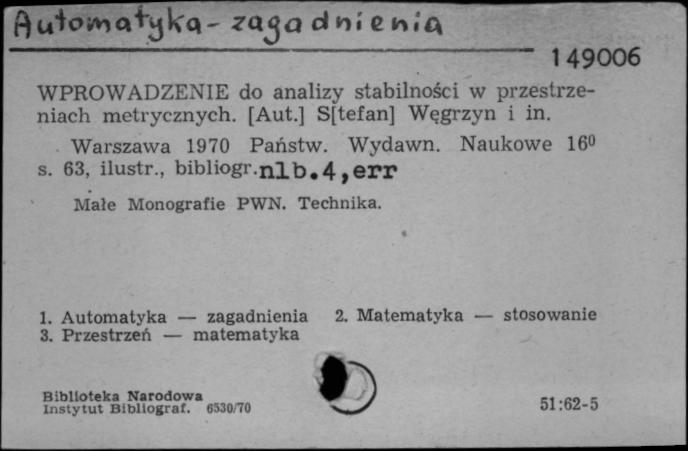 Automatyka - zagadnienia
149006
WPROWADZENIE do analizy stabilności w przestrze-
niach metrycznych. [Aut.] S[tefan] Węgrzyn i in.
Warszawa 1970 Państw. Wydawn. Naukowe 16⁰
s. 63, ilustr., bibliogr. nlb.4,err
Małe Monografie PWN. Technika.
1. Automatyka — zagadnienia 2. Matematyka — stosowanie
3. Przestrzeń — matematyka
Biblioteka Narodowa
Instytut Bibliograf. 6530/70
51:62-5